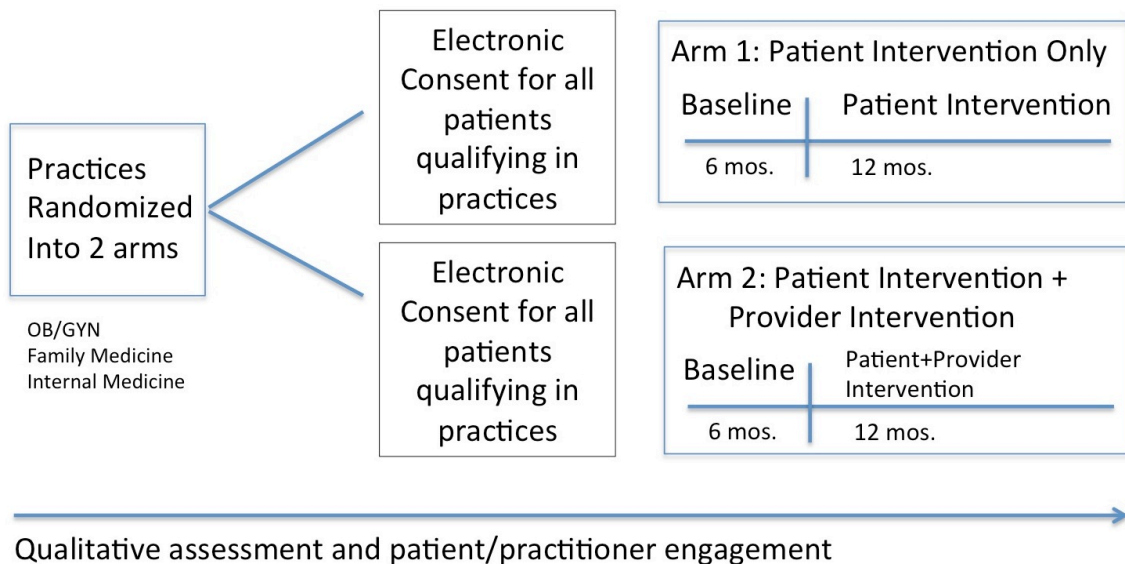 Practices
Randomized
Into 2 arms
OB/GYN
Family Medicine
Internal Medicine
Electronic
Consent for all
patients
qualifying in
practices
Electronic
Consent for all
patients
qualifying in
practices
Arm 1: Patient Intervention Only
Baseline Patient Intervention
6 mos. 12 mos.
Arm 2: Patient Intervention +
Provider Intervention
Baseline
Patient+Provider
Intervention
6 mos. 12 mos.
Qualitative assessment and patient/practitioner engagement